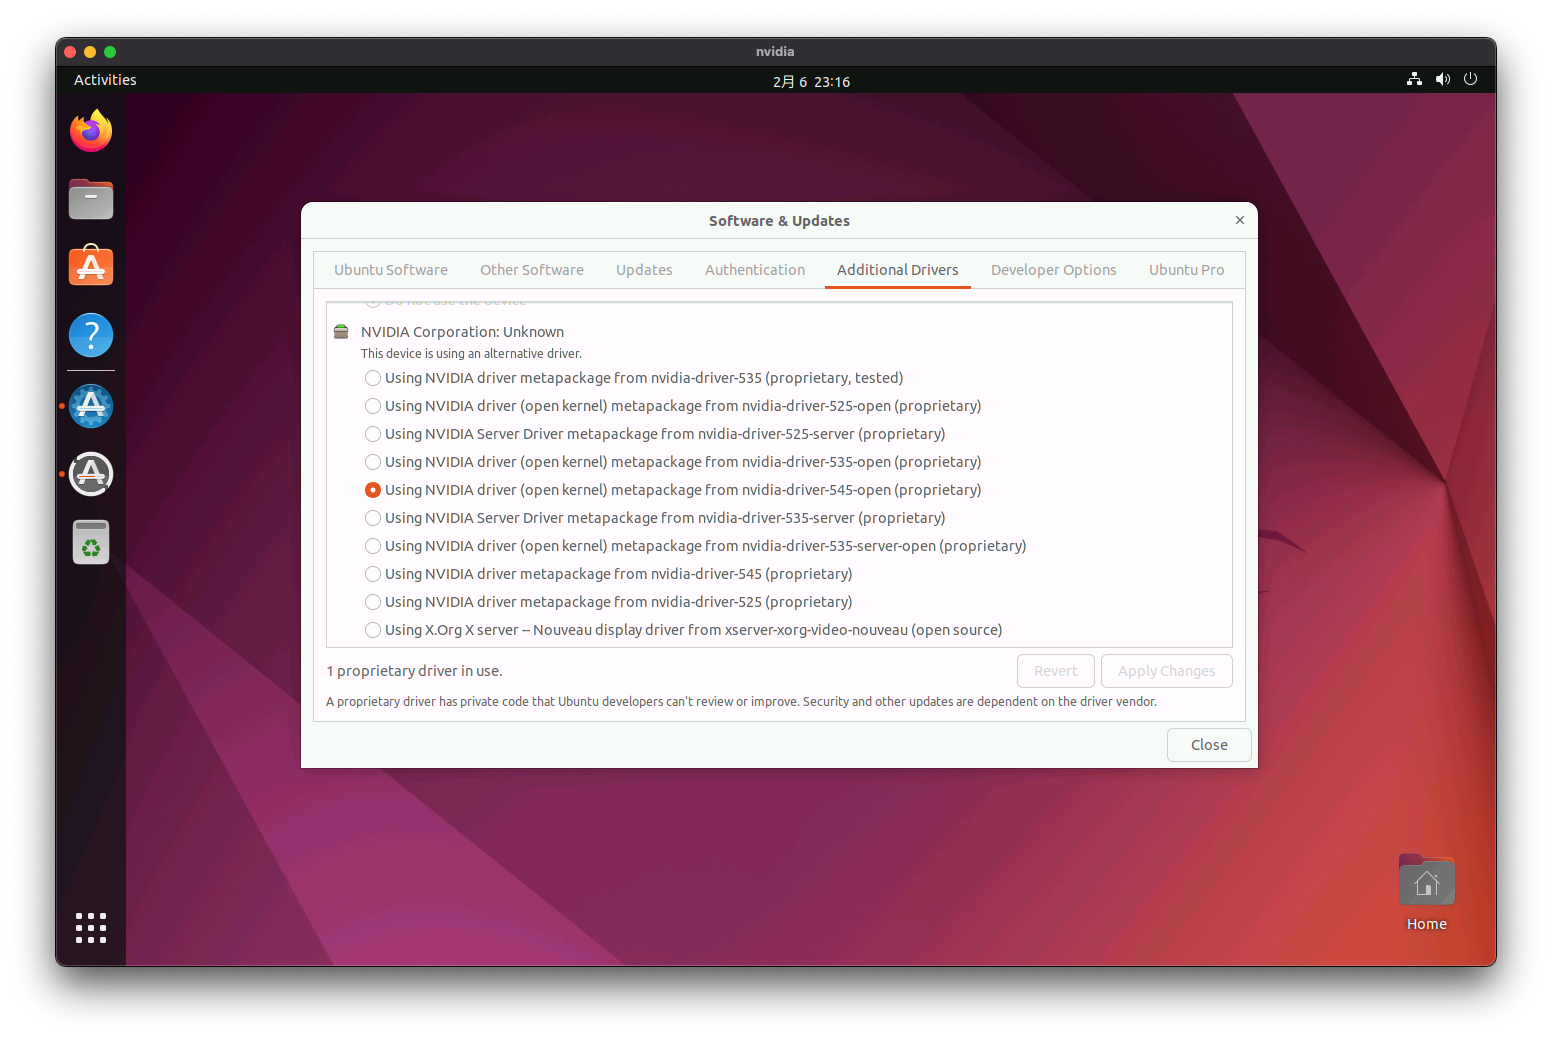 nvidia
Activities
2月 6 23:16
Software & Updates
Ubuntu Software
Other Software
Updates
Authentication
Additional Drivers
Developer Options
Ubuntu Pro
Do not use the device
NVIDIA Corporation: Unknown
This device is using an alternative driver.
Using NVIDIA driver metapackage from nvidia-driver-535 (proprietary, tested)
Using NVIDIA driver (open kernel) metapackage from nvidia-driver-525-open (proprietary)
Using NVIDIA Server Driver metapackage from nvidia-driver-525-server (proprietary)
Using NVIDIA driver (open kernel) metapackage from nvidia-driver-535-open (proprietary)
Using NVIDIA driver (open kernel) metapackage from nvidia-driver-545-open (proprietary)
Using NVIDIA Server Driver metapackage from nvidia-driver-535-server (proprietary)
Using NVIDIA driver (open kernel) metapackage from nvidia-driver-535-server-open (proprietary)
Using NVIDIA driver metapackage from nvidia-driver-545 (proprietary)
Using NVIDIA driver metapackage from nvidia-driver-525 (proprietary)
Using X.Org X server -- Nouveau display driver from xserver-xorg-video-nouveau (open source)
1 proprietary driver in use.
Revert
Apply Changes
A proprietary driver has private code that Ubuntu developers can't review or improve. Security and other updates are dependent on the driver vendor.
Close
Home